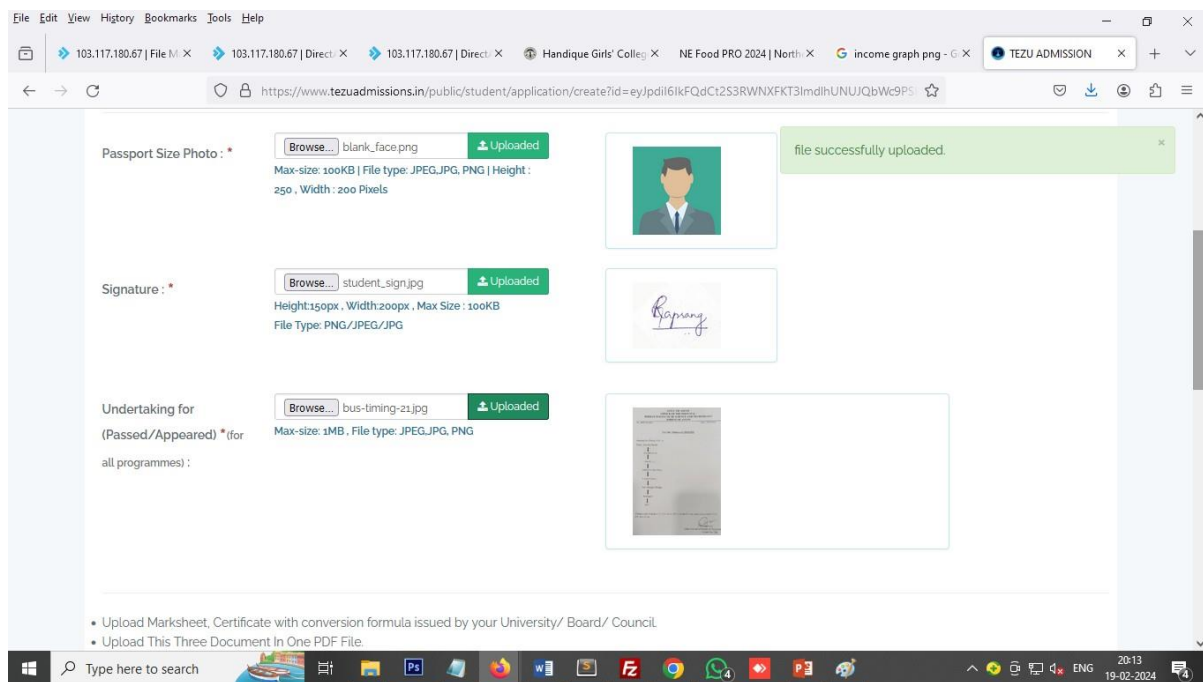 File Edit View History Bookmarks Tools Help
103.117.180.67 | File M
103.117.180.67 | Direct
103.117.180.67 | Direct
Handique Girls' Colleg
NE Food PRO 2024 | North
income graph png - G
TEZU ADMISSION
https://www.tezuadmissions.in/public/student/application/create?id=
Passport Size Photo : *
Browse... blank_face.png Uploaded
Max-size: 100KB | File type: JPEG,JPG, PNG | Height :
250 , Width : 200 Pixels
file successfully uploaded.
Signature : *
Browse... student_sign.jpg Uploaded
Height:150px , Width:200px , Max Size : 100KB
File Type: PNG/JPEG/JPG
Undertaking for
(Passed/Appeared) *(for
all programmes) :
Browse... bus-timing-21.jpg Uploaded
Max-size: 1MB , File type: JPEG,JPG, PNG
• Upload Marksheet, Certificate with conversion formula issued by your University/ Board/ Council.
• Upload This Three Document In One PDF File.
Type here to search
Ps
ENG
20:13
19-02-2024